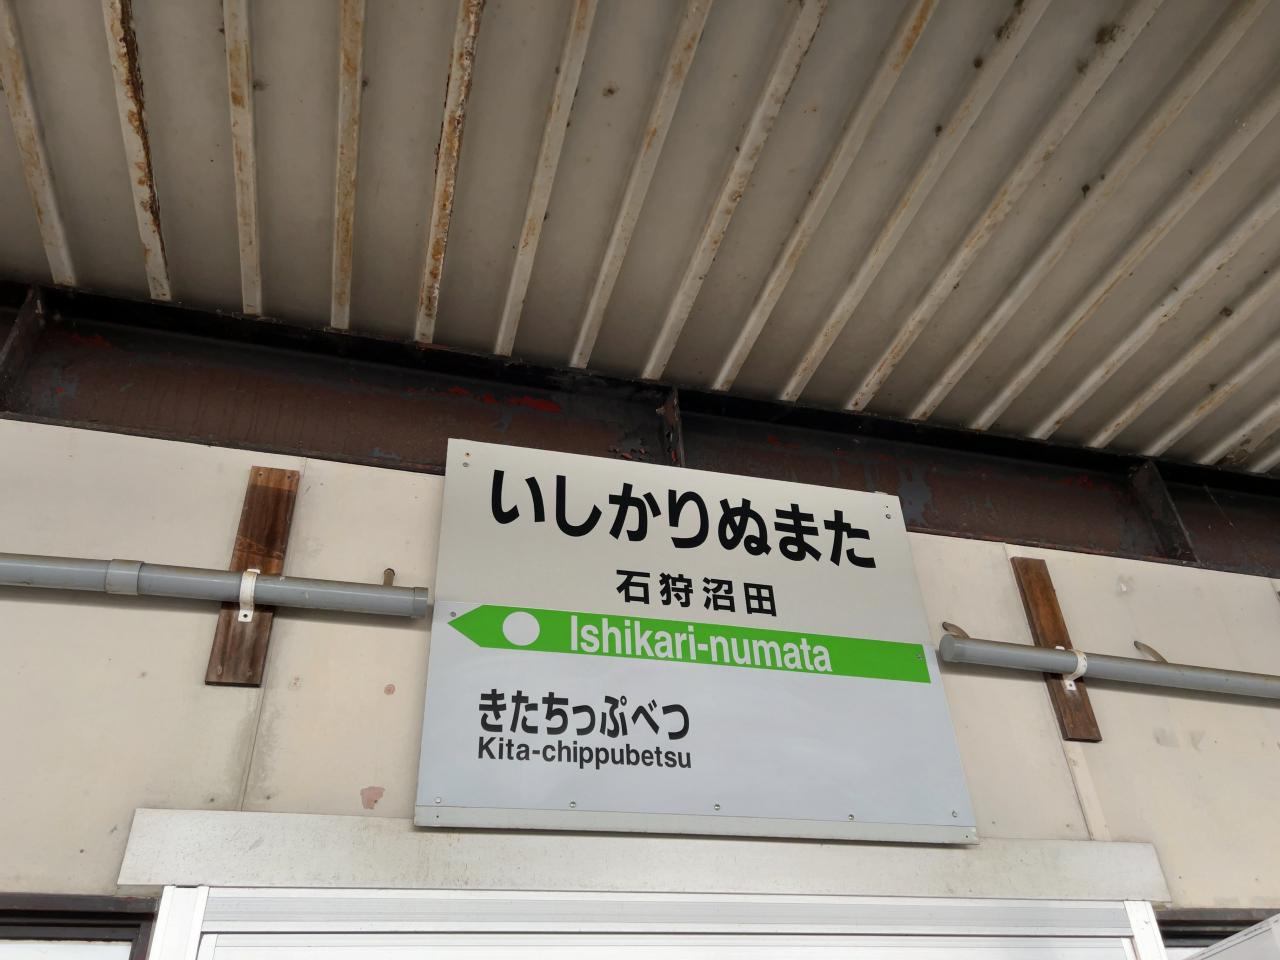 いしかりぬまた
石狩沼田
Ishikari-numata
きたちっぷべつ
Kita-chippubetsu